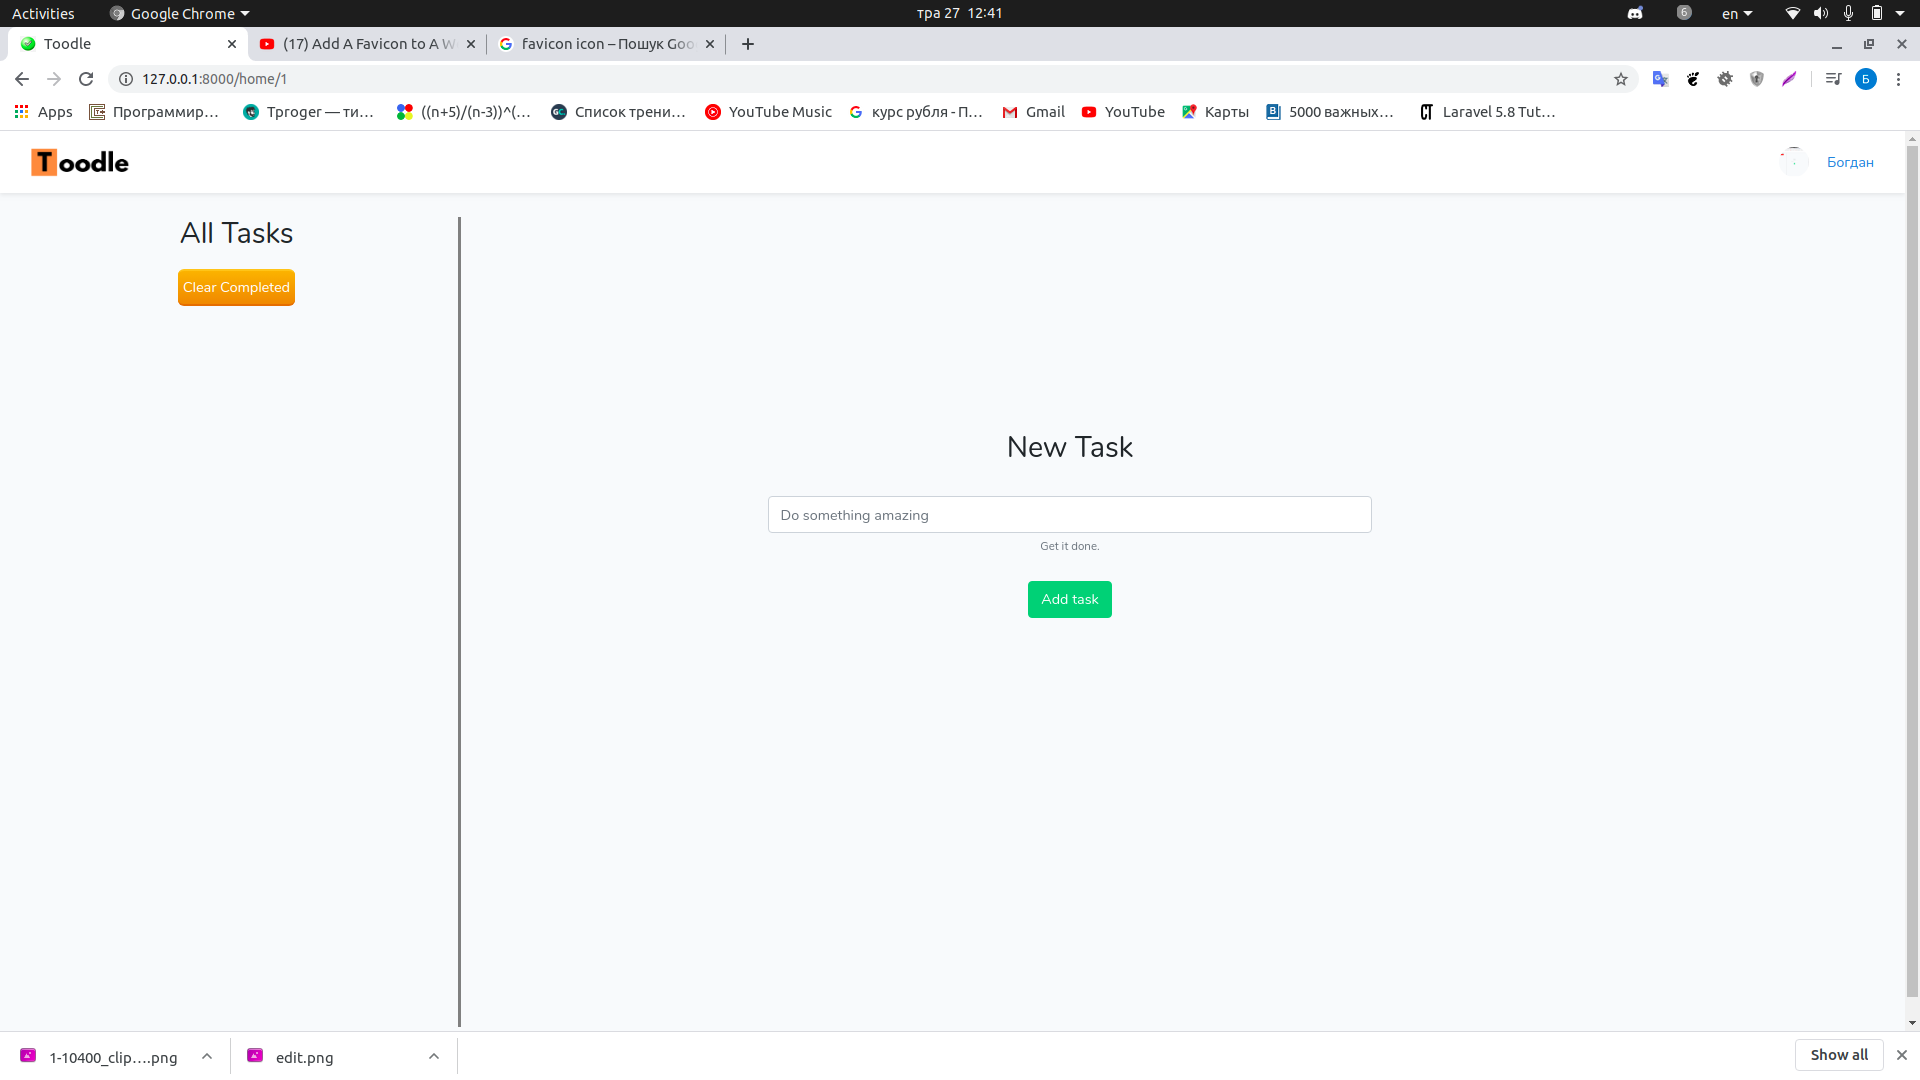 Activities Google Chrome тра 27 12:41 6 en
Toodle (17) Add A Favicon to A W favicon icon – Пошук Goo
127.0.0.1:8000/home/1 Б
Apps Программир… Tproger — ти… ((n+5)/(n-3))^(… GC Список трени… YouTube Music курс рубля - П… Gmail YouTube Карты B 5000 важных… Laravel 5.8 Tut…
Toodle Богдан
All Tasks
Clear Completed
New Task
Do something amazing
Get it done.
Add task
1-10400_clip….png edit.png Show all